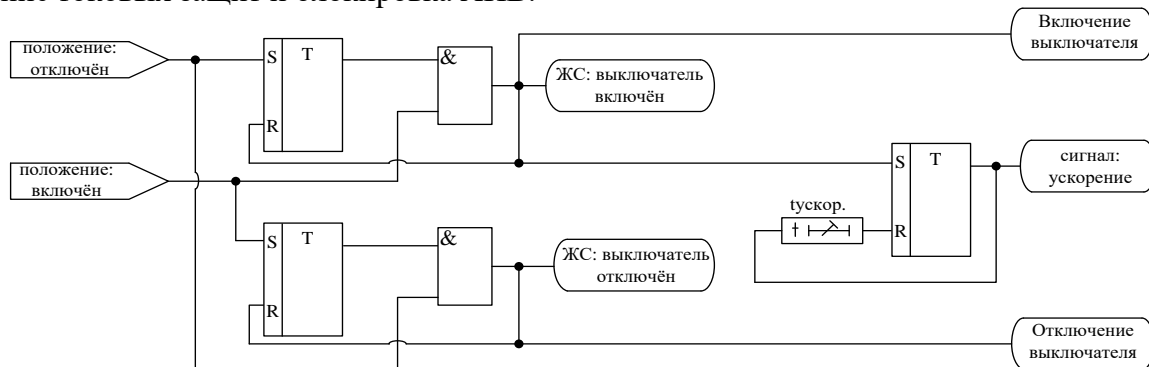 положение:
отключён
S
T
R
&
ЖС: выключатель
включён
Включение
выключателя
положение:
включён
S
T
R
tускор.
сигнал:
ускорение
S
T
R
&
ЖС: выключатель
отключён
Отключение
выключателя